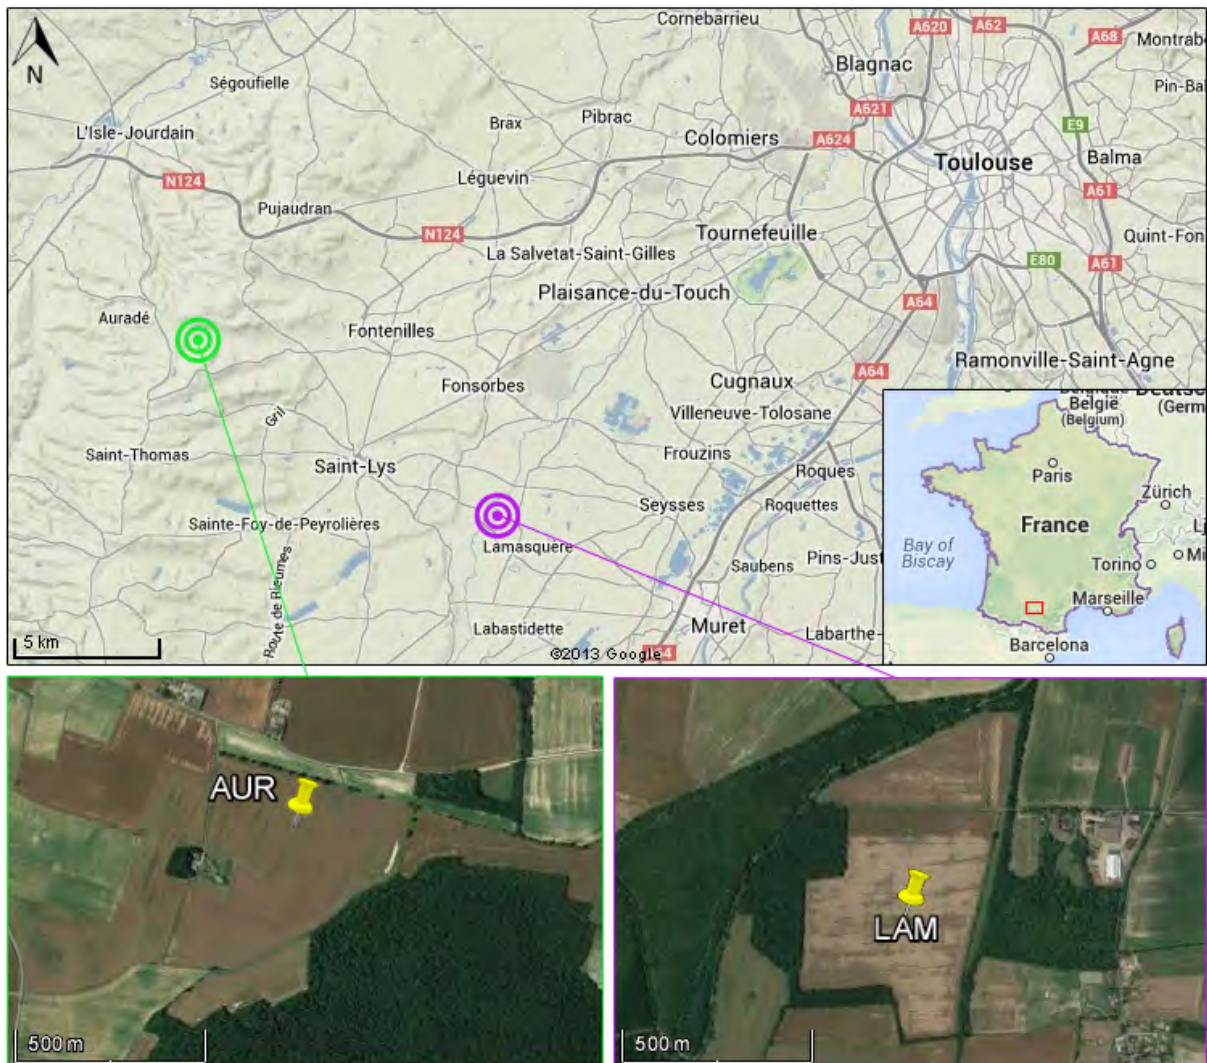 Cornebarrieu
A620
A62
A68
Montrab
N
Blagnac
Ségoufielle
Pin-Bal
A621
Pibrac
Brax
E9
L'Isle-Jourdain
Colomiers
A624
Toulouse
Balma
N124
Léguevin
A61
Pujaudran
N124
Tournefeuille
Quint-Fon
La Salvetat-Saint-Gilles
E80
A61
Plaisance-du-Touch
A64
Auradé
Fontenilles
Ramonville-Saint-Agne
A64
Cugnaux
Fonsorbes
Villeneuve-Tolosane
Gril
Saint-Thomas
Frouzins
Saint-Lys
Roques
Seysses
Roquettes
Sainte-Foy-de-Peyrolières
Lamasquère
Pins-Just
Saubens
Route de Rieumes
Labastidette
Muret
Labarthe-
5 km
©2013 Google
64
België
(Belgium)
(Germ
Paris
Zürich
France
Bay of
Biscay
Torino
Mi
Marseille
Barcelona
AUR
500 m
LAM
500 m